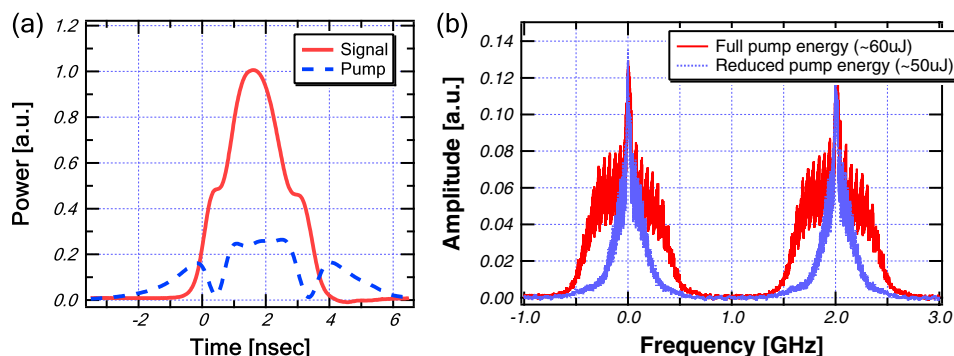 (a)
1.2
1.0
0.8
0.6
0.4
0.2
0.0
Power [a.u.]
Signal
Pump
-2 0 2 4 6
Time [nsec]
(b)
0.14
0.12
0.10
0.08
0.06
0.04
0.02
0.00
Amplitude [a.u.]
Full pump energy (~60uJ)
Reduced pump energy (~50uJ)
-1.0 0.0 1.0 2.0 3.0
Frequency [GHz]